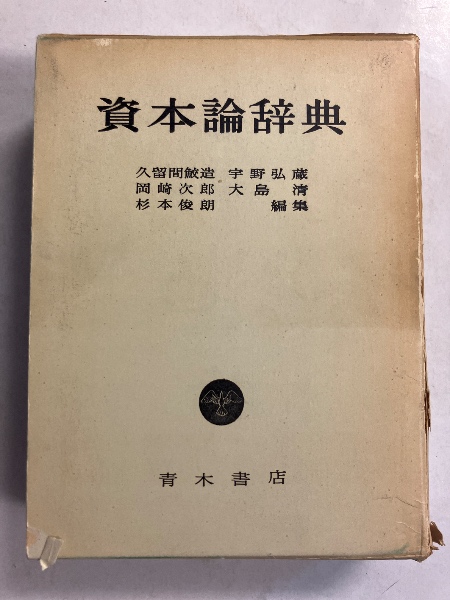 資本論辞典
久留間鮫造 宇野弘蔵
岡崎次郎 大島清
杉本俊朗 編集
青木書店